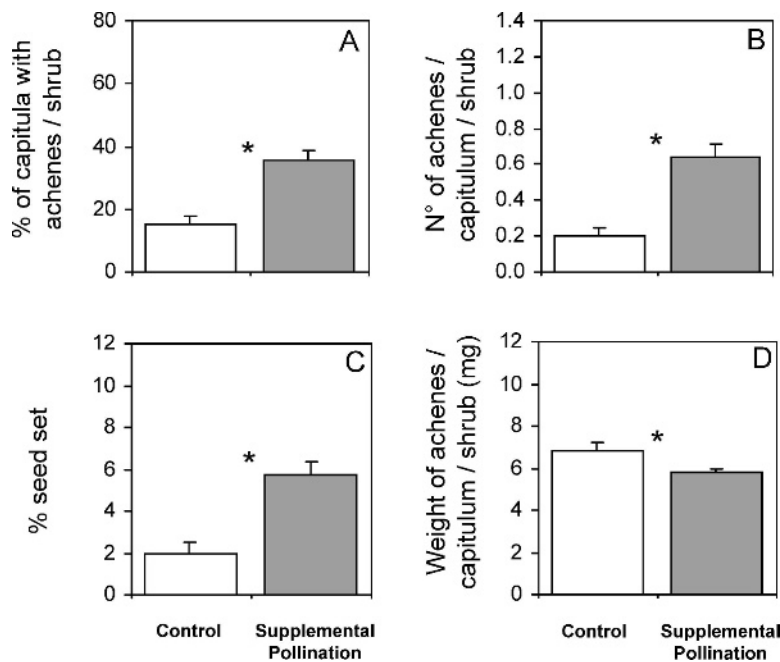 A
% of capitula with
achenes / shrub
80
60
40
20
0
*
B
N° of achenes /
capitulum / shrub
1.4
1.2
1.0
0.8
0.6
0.4
0.2
0.0
*
C
% seed set
12
10
8
6
4
2
0
*
Control
Supplemental
Pollination
D
Weight of achenes /
capitulum / shrub (mg)
12
10
8
6
4
2
0
*
Control
Supplemental
Pollination